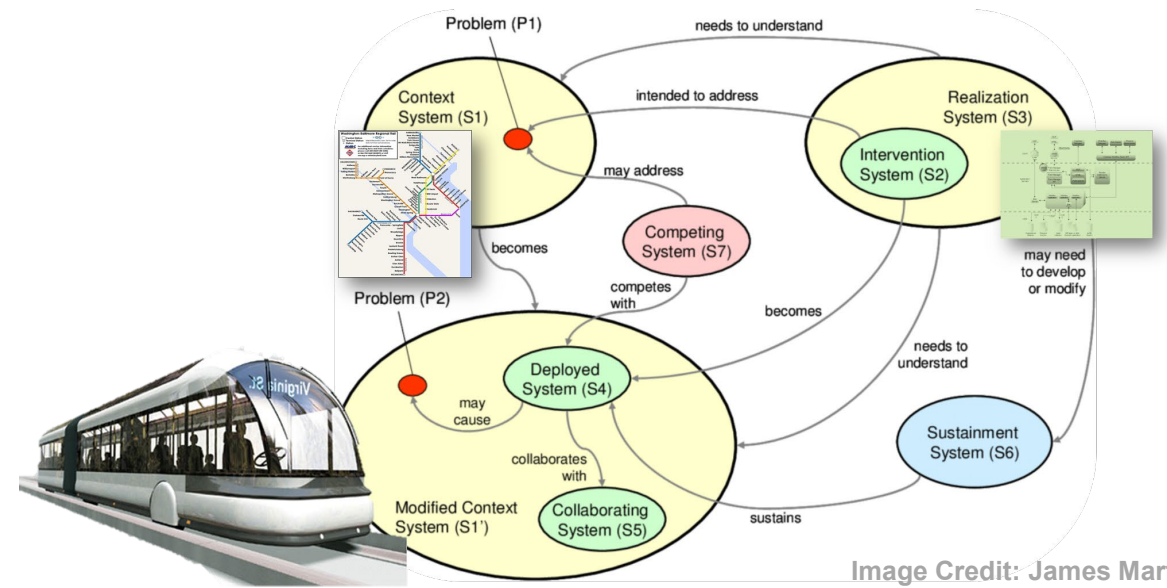 Problem (P1)
needs to understand
Context
System (S1)
intended to address
Realization
System (S3)
Intervention
System (S2)
may address
Competing
System (S7)
becomes
competes
with
may need
to develop
or modify
Problem (P2)
becomes
needs to
understand
Deployed
System (S4)
may
cause
collaborates
with
Sustainment
System (S6)
Modified Context
System (S1')
Collaborating
System (S5)
sustains
Virginia St.
Image Credit: James Mar